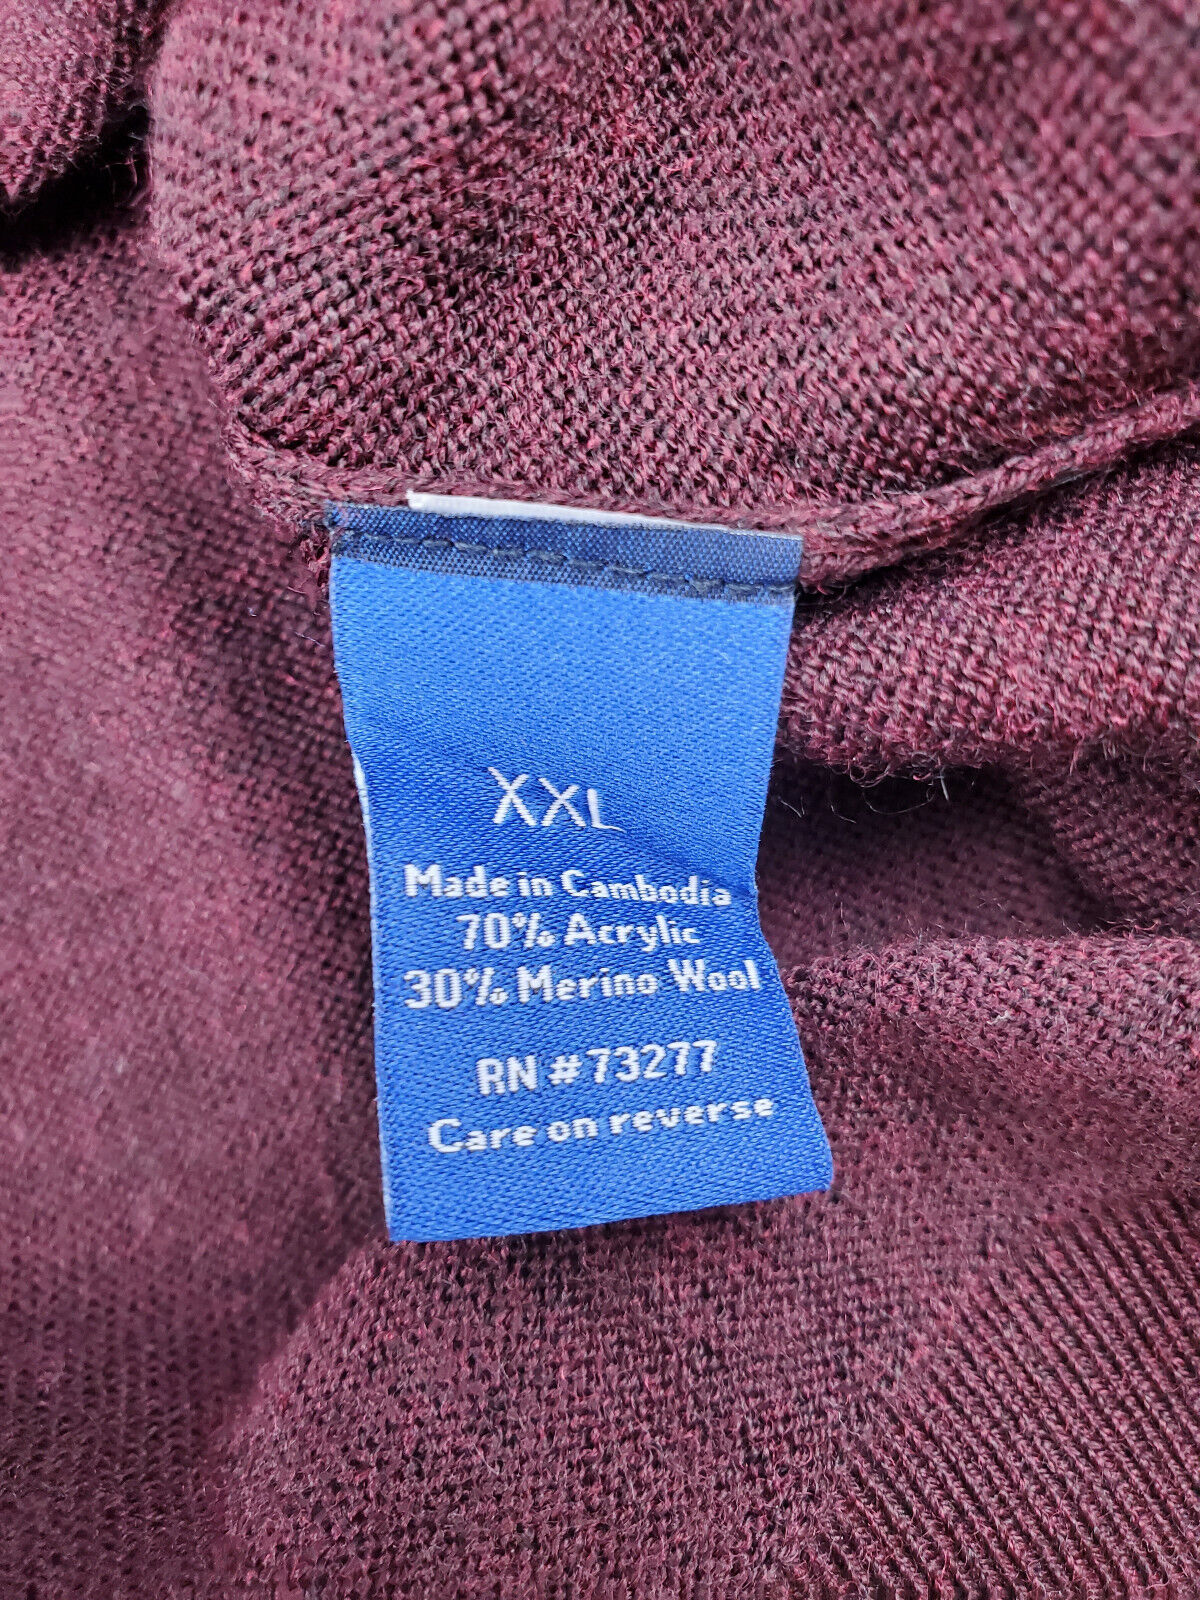 XXL
Made in Cambodia
70% Acrylic
30% Merino Wool
RN #73277
Care on reverse